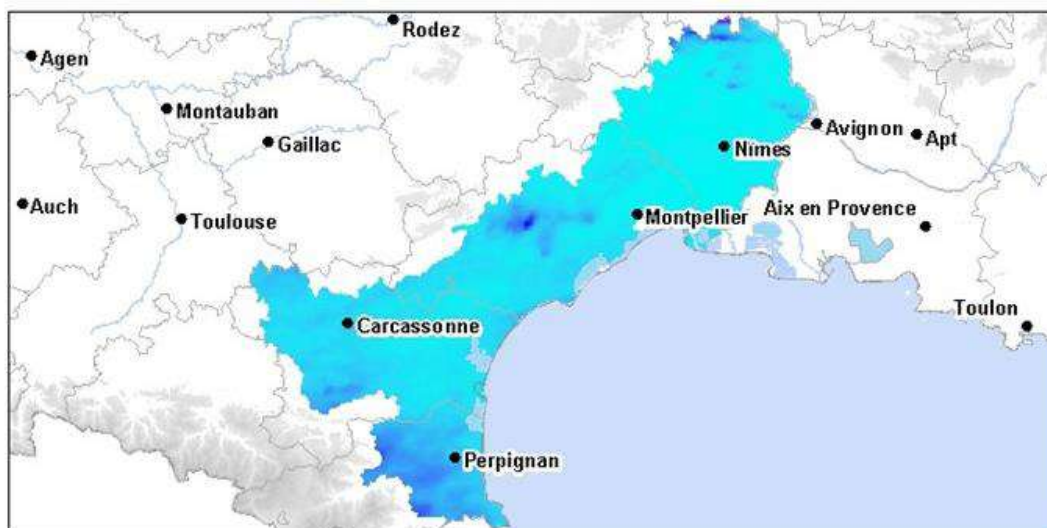 Rodez
Agen
Montauban
Avignon
Apt
Gaillac
Nîmes
Auch
Toulouse
Montpellier
Aix en Provence
Toulon
Carcassonne
Perpignan